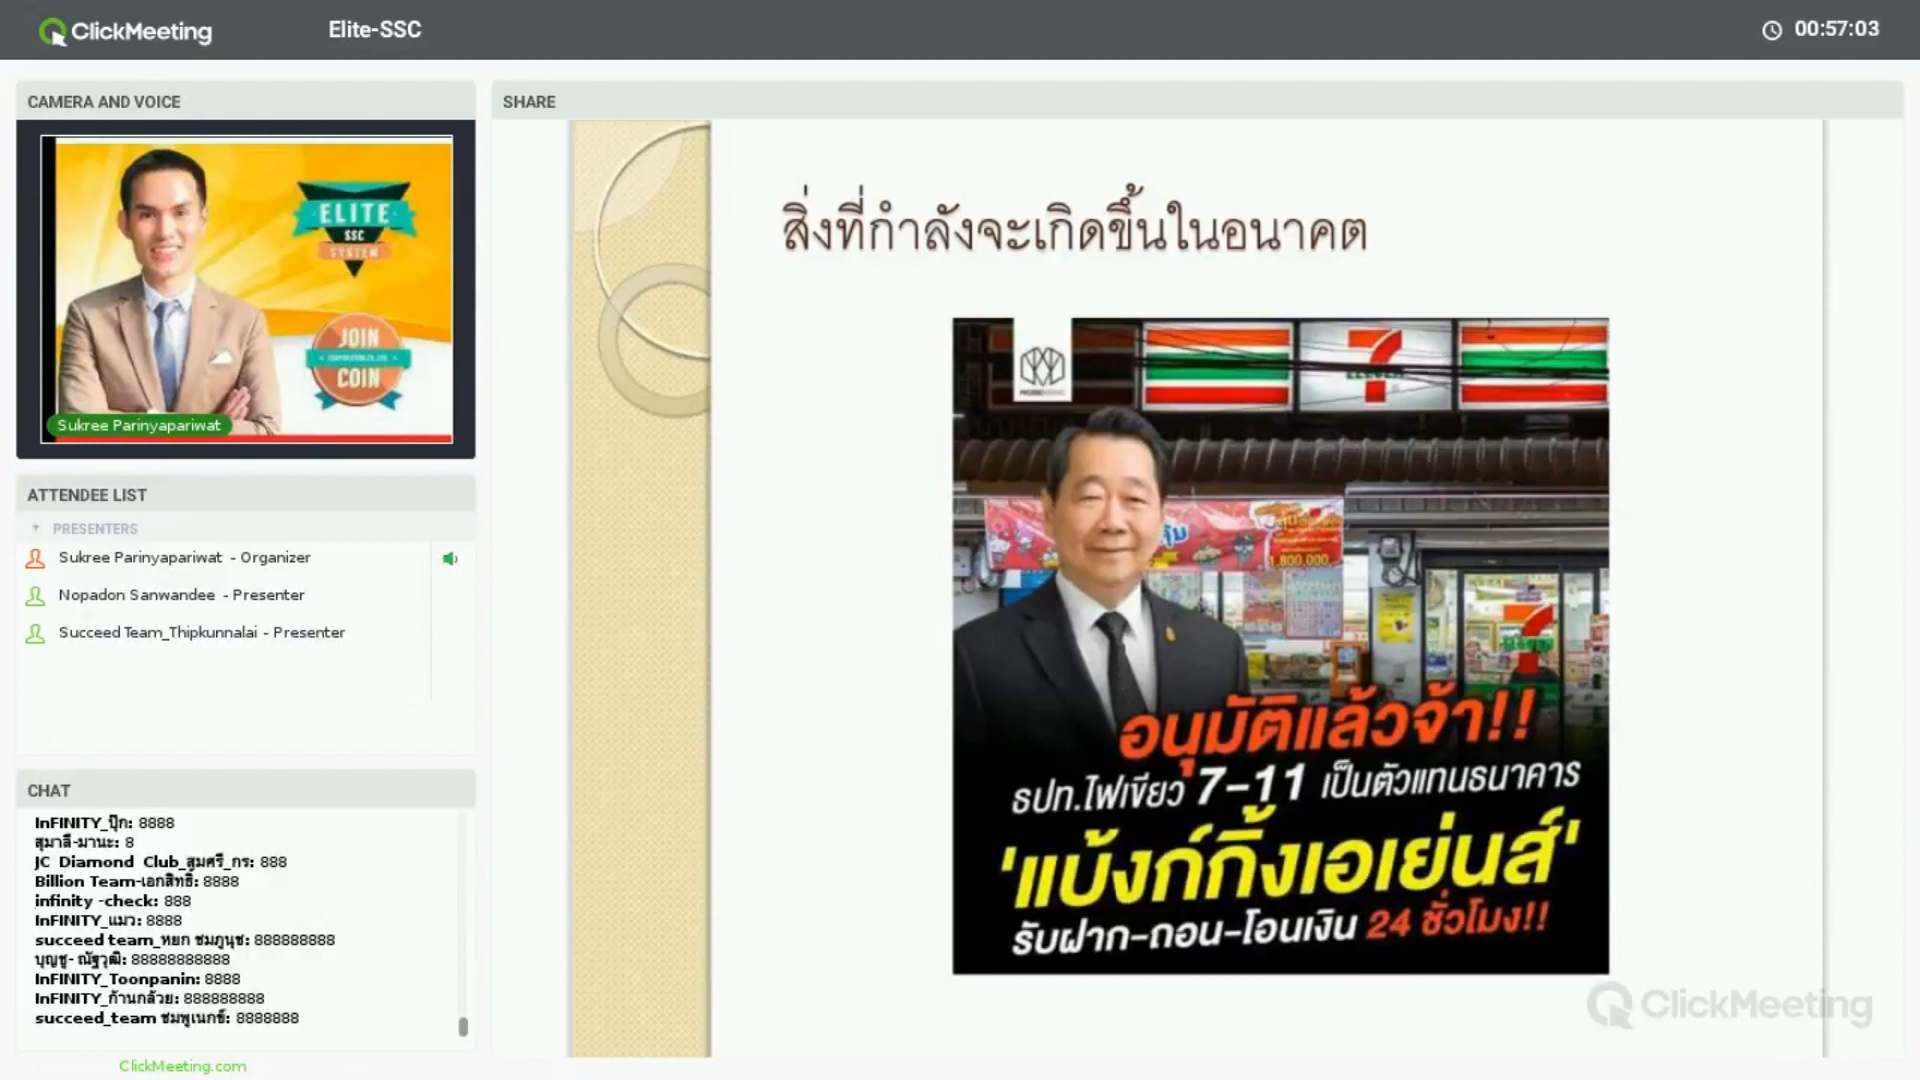 ClickMeeting
Elite-SSC
00:57:03
CAMERA AND VOICE
ELITE
SSC
SYSTEM
JOIN
COIN
Sukree Parinyapariwat
ATTENDEE LIST
PRESENTERS
Sukree Parinyapariwat - Organizer
Nopadon Sanwandee - Presenter
Succeed Team_Thipkunnalai - Presenter
CHAT
InFINITY_ปุ๊ก: 8888
สุมาลี-มานะ: 8
JC Diamond Club_สุมศรี_กร: 888
Billion Team-เอกสิทธิ์: 8888
infinity -check: 888
InFINITY_แมว: 8888
succeed team_หยก ชมภูนุช: 888888888
บุญชู- ณัฐวุฒิ: 88888888888
InFINITY_Toonpanin: 8888
InFINITY_ก้านกล้วย: 888888888
succeed_team ชมพูเนกซ์: 8888888
ClickMeeting.com
SHARE
สิ่งที่กำลังจะเกิดขึ้นในอนาคต
7
ELEVEN
1,800,000
อนุมัติแล้วจ้า!!
ธปท.ไฟเขียว 7-11 เป็นตัวแทนธนาคาร
'แบ้งก์กิ้งเอเย่นส์'
รับฝาก-ถอน-โอนเงิน 24 ชั่วโมง!!
ClickMeeting